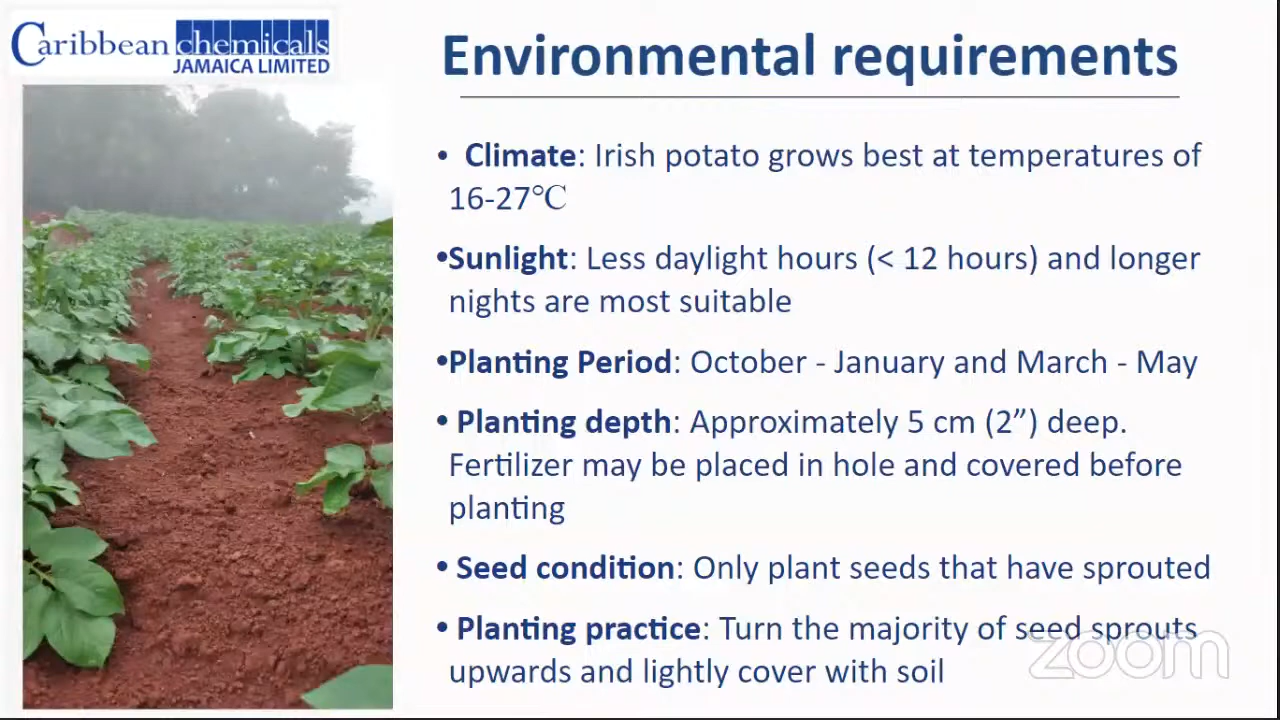 Caribbean chemicals
JAMAICA LIMITED
Environmental requirements
• Climate: Irish potato grows best at temperatures of
16-27℃
•Sunlight: Less daylight hours (< 12 hours) and longer
nights are most suitable
•Planting Period: October - January and March - May
• Planting depth: Approximately 5 cm (2”) deep.
Fertilizer may be placed in hole and covered before
planting
• Seed condition: Only plant seeds that have sprouted
• Planting practice: Turn the majority of seed sprouts
upwards and lightly cover with soil
zoom